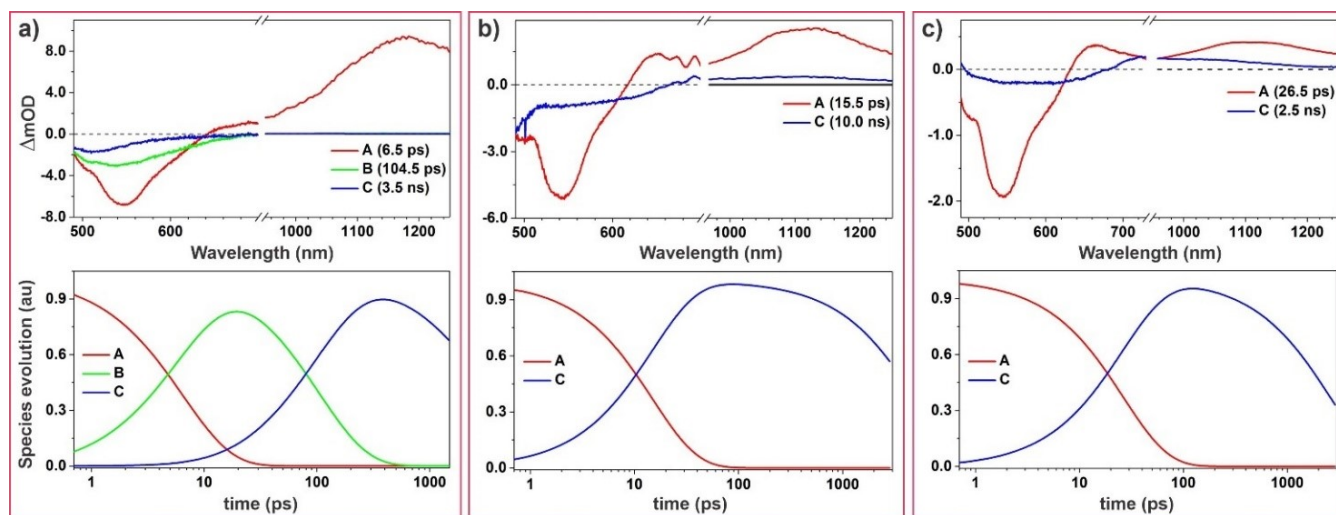 a)
8.0
4.0
0.0
-4.0
-8.0
ΔmOD
A (6.5 ps)
B (104.5 ps)
C (3.5 ns)
500 600 1000 1100 1200
Wavelength (nm)
0.9
0.6
0.3
0.0
Species evolution (au)
A
B
C
1 10 100 1000
time (ps)
b)
3.0
0.0
-3.0
-6.0
A (15.5 ps)
C (10.0 ns)
500 600 1000 1100 1200
Wavelength (nm)
0.9
0.6
0.3
0.0
A
C
1 10 100 1000
time (ps)
c)
0.0
-1.0
-2.0
A (26.5 ps)
C (2.5 ns)
500 600 700 1000 1100 1200
Wavelength (nm)
0.9
0.6
0.3
0.0
A
C
1 10 100 1000
time (ps)